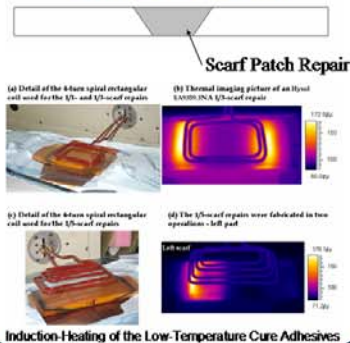 Scarf Patch Repair
(a) Detail of the 4-turn spiral rectangular
coil used for the 1/1- and 1/3-scarf repairs
(b) Thermal imaging picture of an Hysol
1/3-scarf repair
(c) Detail of the 4-turn spiral rectangular
coil used for the 1/5-scarf repairs
(d) The 1/5-scarf repairs were fabricated in two
operations - left part
Left scarf
Induction-Heating of the Low-Temperature Cure Adhesives